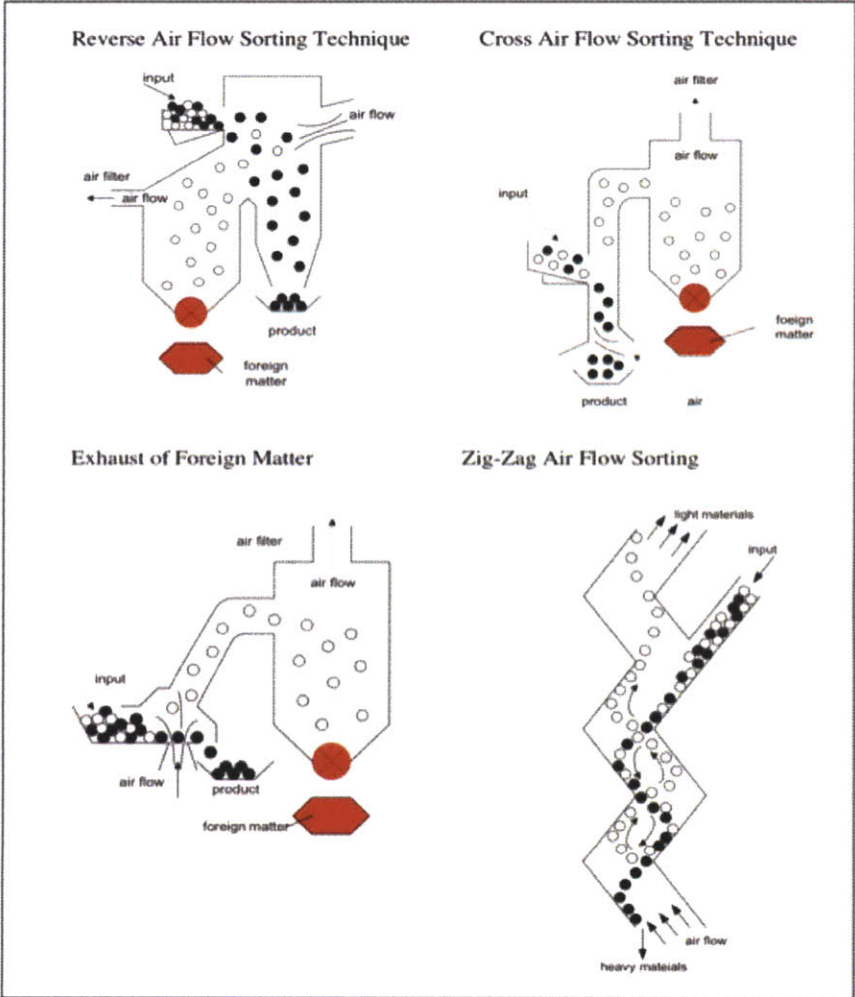 Reverse Air Flow Sorting Technique
input
air flow
air filter
air flow
product
foreign
matter
Cross Air Flow Sorting Technique
air filter
air flow
input
foeign
matter
product
air
Exhaust of Foreign Matter
air filter
air flow
input
air flow
product
foreign matter
Zig-Zag Air Flow Sorting
light materials
input
air flow
heavy mateials